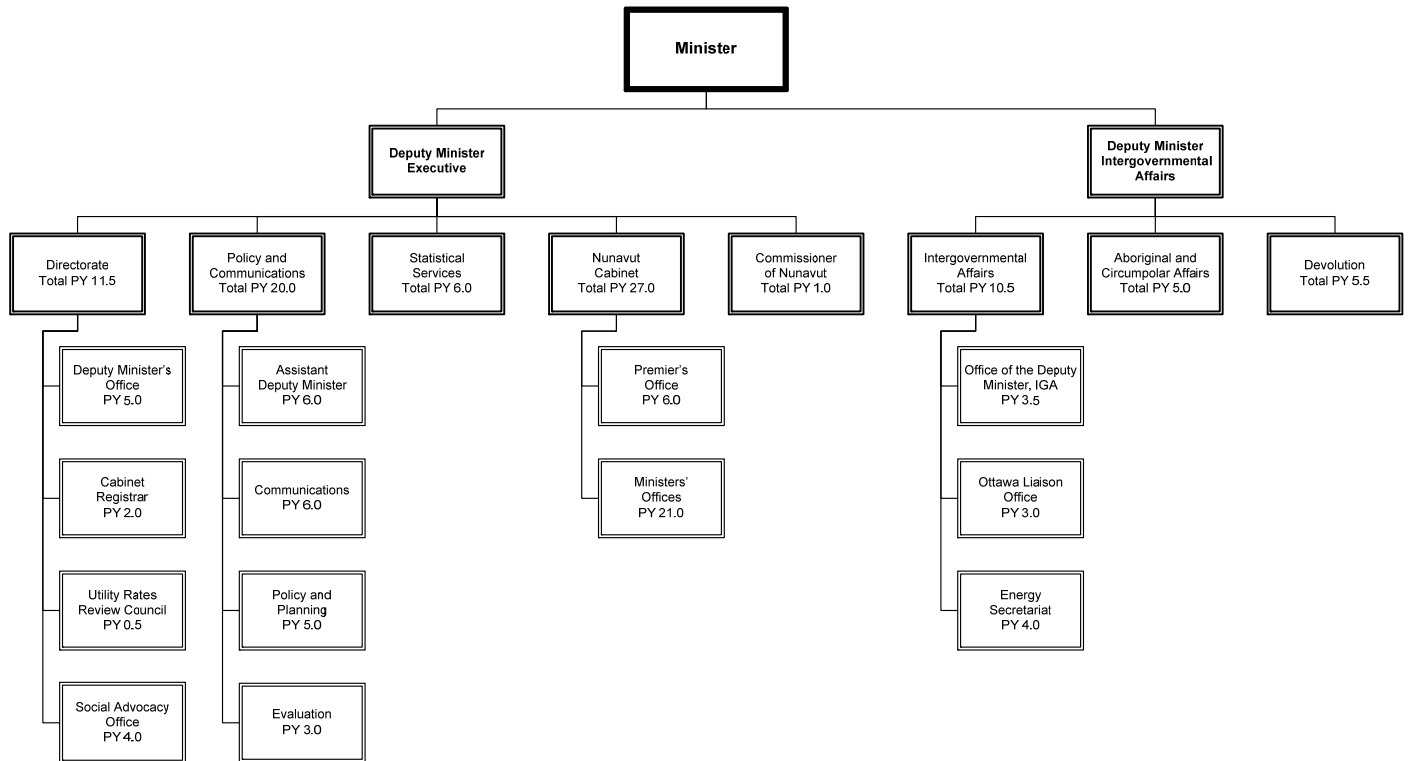 Minister
Deputy Minister
Executive
Deputy Minister
Intergovernmental
Affairs
Directorate
Total PY 11.5
Policy and
Communications
Total PY 20.0
Statistical
Services
Total PY 6.0
Nunavut
Cabinet
Total PY 27.0
Commissioner
of Nunavut
Total PY 1.0
Intergovernmental
Affairs
Total PY 10.5
Aboriginal and
Circumpolar Affairs
Total PY 5.0
Devolution
Total PY 5.5
Deputy Minister's
Office
PY 5.0
Assistant
Deputy Minister
PY 6.0
Premier's
Office
PY 6.0
Office of the Deputy
Minister, IGA
PY 3.5
Cabinet
Registrar
PY 2.0
Communications
PY 6.0
Ministers'
Offices
PY 21.0
Ottawa Liaison
Office
PY 3.0
Utility Rates
Review Council
PY 0.5
Policy and
Planning
PY 5.0
Energy
Secretariat
PY 4.0
Social Advocacy
Office
PY 4.0
Evaluation
PY 3.0